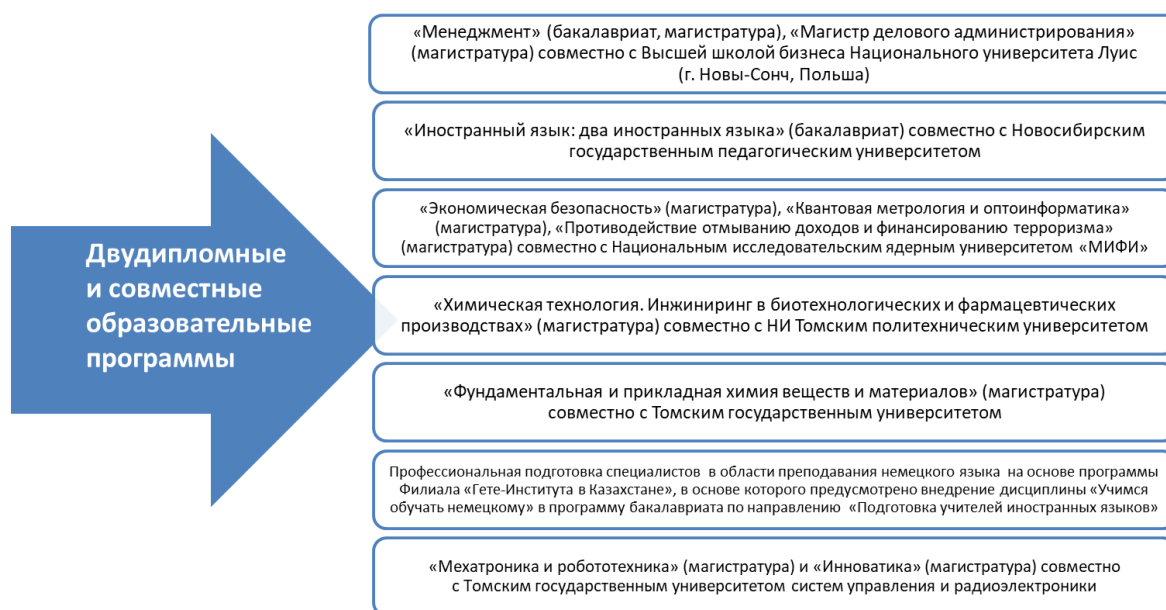 Двудипломные
и совместные
образовательные
программы
«Менеджмент» (бакалавриат, магистратура), «Магистр делового администрирования»
(магистратура) совместно с Высшей школой бизнеса Национального университета Луис
(г. Новы-Сонч, Польша)
«Иностранный язык: два иностранных языка» (бакалавриат) совместно с Новосибирским
государственным педагогическим университетом
«Экономическая безопасность» (магистратура), «Квантовая метрология и оптоинформатика»
(магистратура), «Противодействие отмыванию доходов и финансированию терроризма»
(магистратура) совместно с Национальным исследовательским ядерным университетом «МИФИ»
«Химическая технология. Инжиниринг в биотехнологических и фармацевтических
производствах» (магистратура) совместно с НИ Томским политехническим университетом
«Фундаментальная и прикладная химия веществ и материалов» (магистратура)
совместно с Томским государственным университетом
Профессиональная подготовка специалистов в области преподавания немецкого языка на основе программы
Филиала «Гете-Института в Казахстане», в основе которого предусмотрено внедрение дисциплины «Учимся
обучать немецкому» в программу бакалавриата по направлению «Подготовка учителей иностранных языков»
«Мехатроника и робототехника» (магистратура) и «Инноватика» (магистратура) совместно
с Томским государственным университетом систем управления и радиоэлектроники